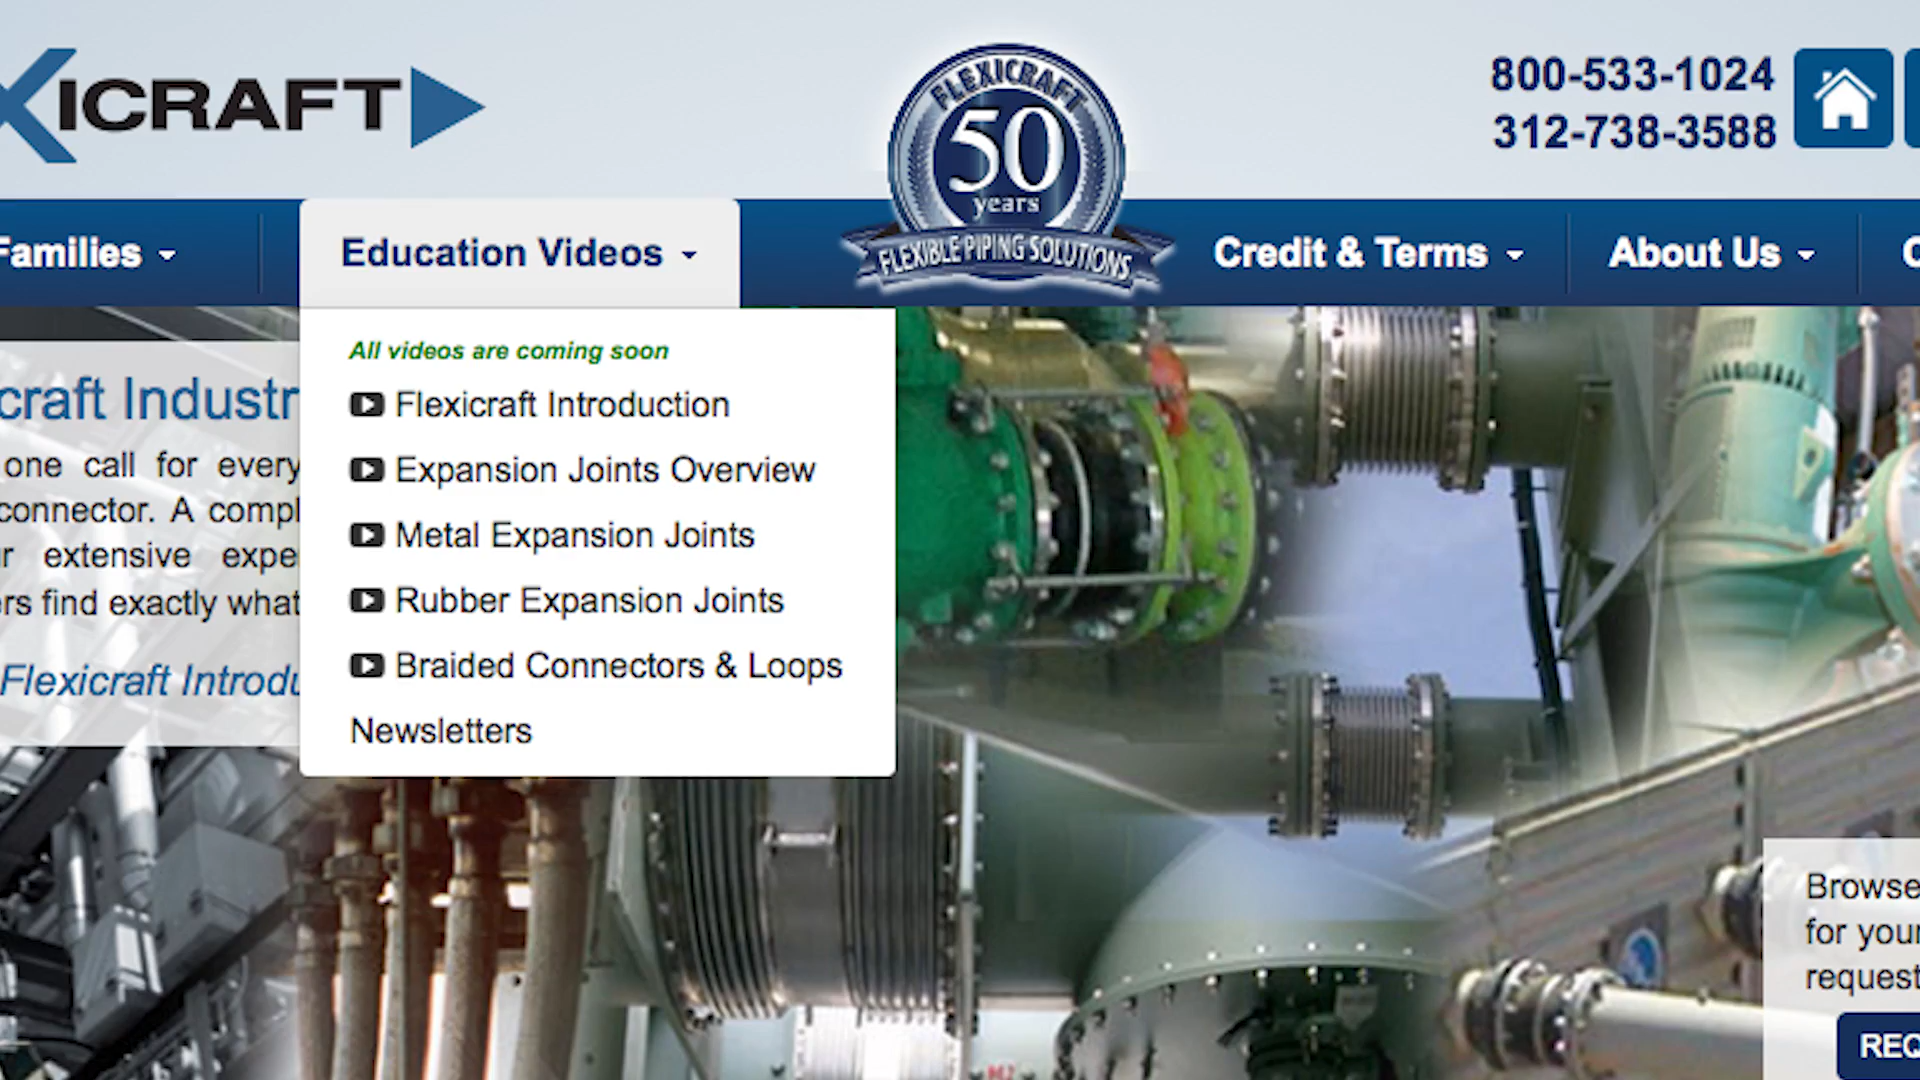 XICRAFT
FLEXICRAFT
50
years
FLEXIBLE PIPING SOLUTIONS
800-533-1024
312-738-3588
Families
Education Videos
Credit & Terms
About Us
All videos are coming soon
Flexicraft Introduction
Expansion Joints Overview
Metal Expansion Joints
Rubber Expansion Joints
Braided Connectors & Loops
Newsletters
craft Industr
one call for every
connector. A compl
r extensive expe
ers find exactly what
Flexicraft Introdu
Browse
for your
request
REQ